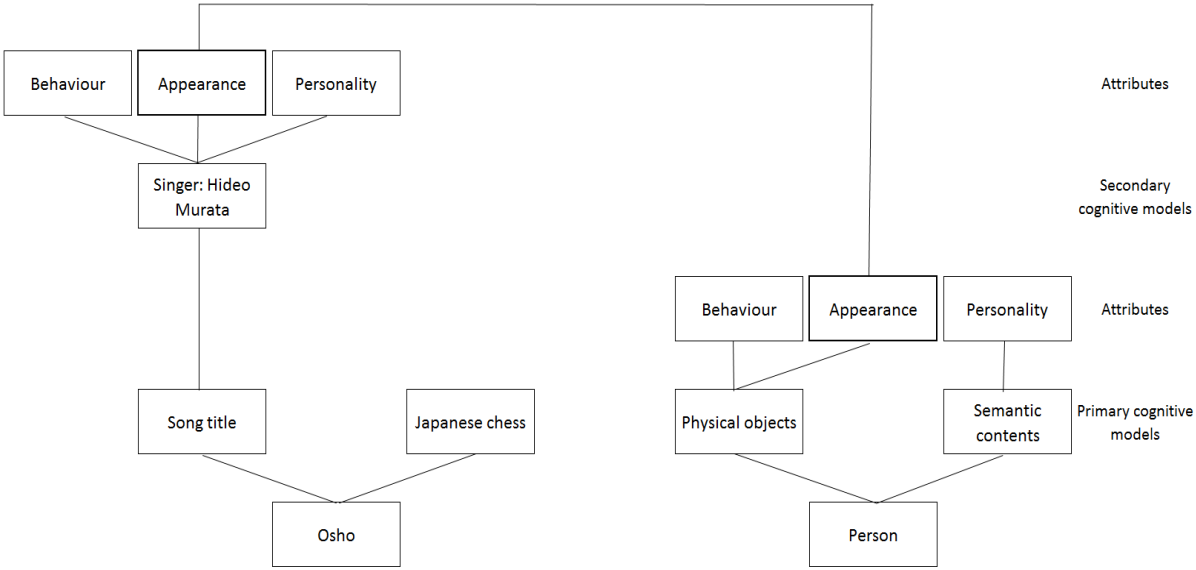 Behaviour
Appearance
Personality
Attributes
Singer: Hideo
Murata
Secondary
cognitive models
Behaviour
Appearance
Personality
Attributes
Song title
Japanese chess
Physical objects
Semantic
contents
Primary cognitive
models
Osho
Person